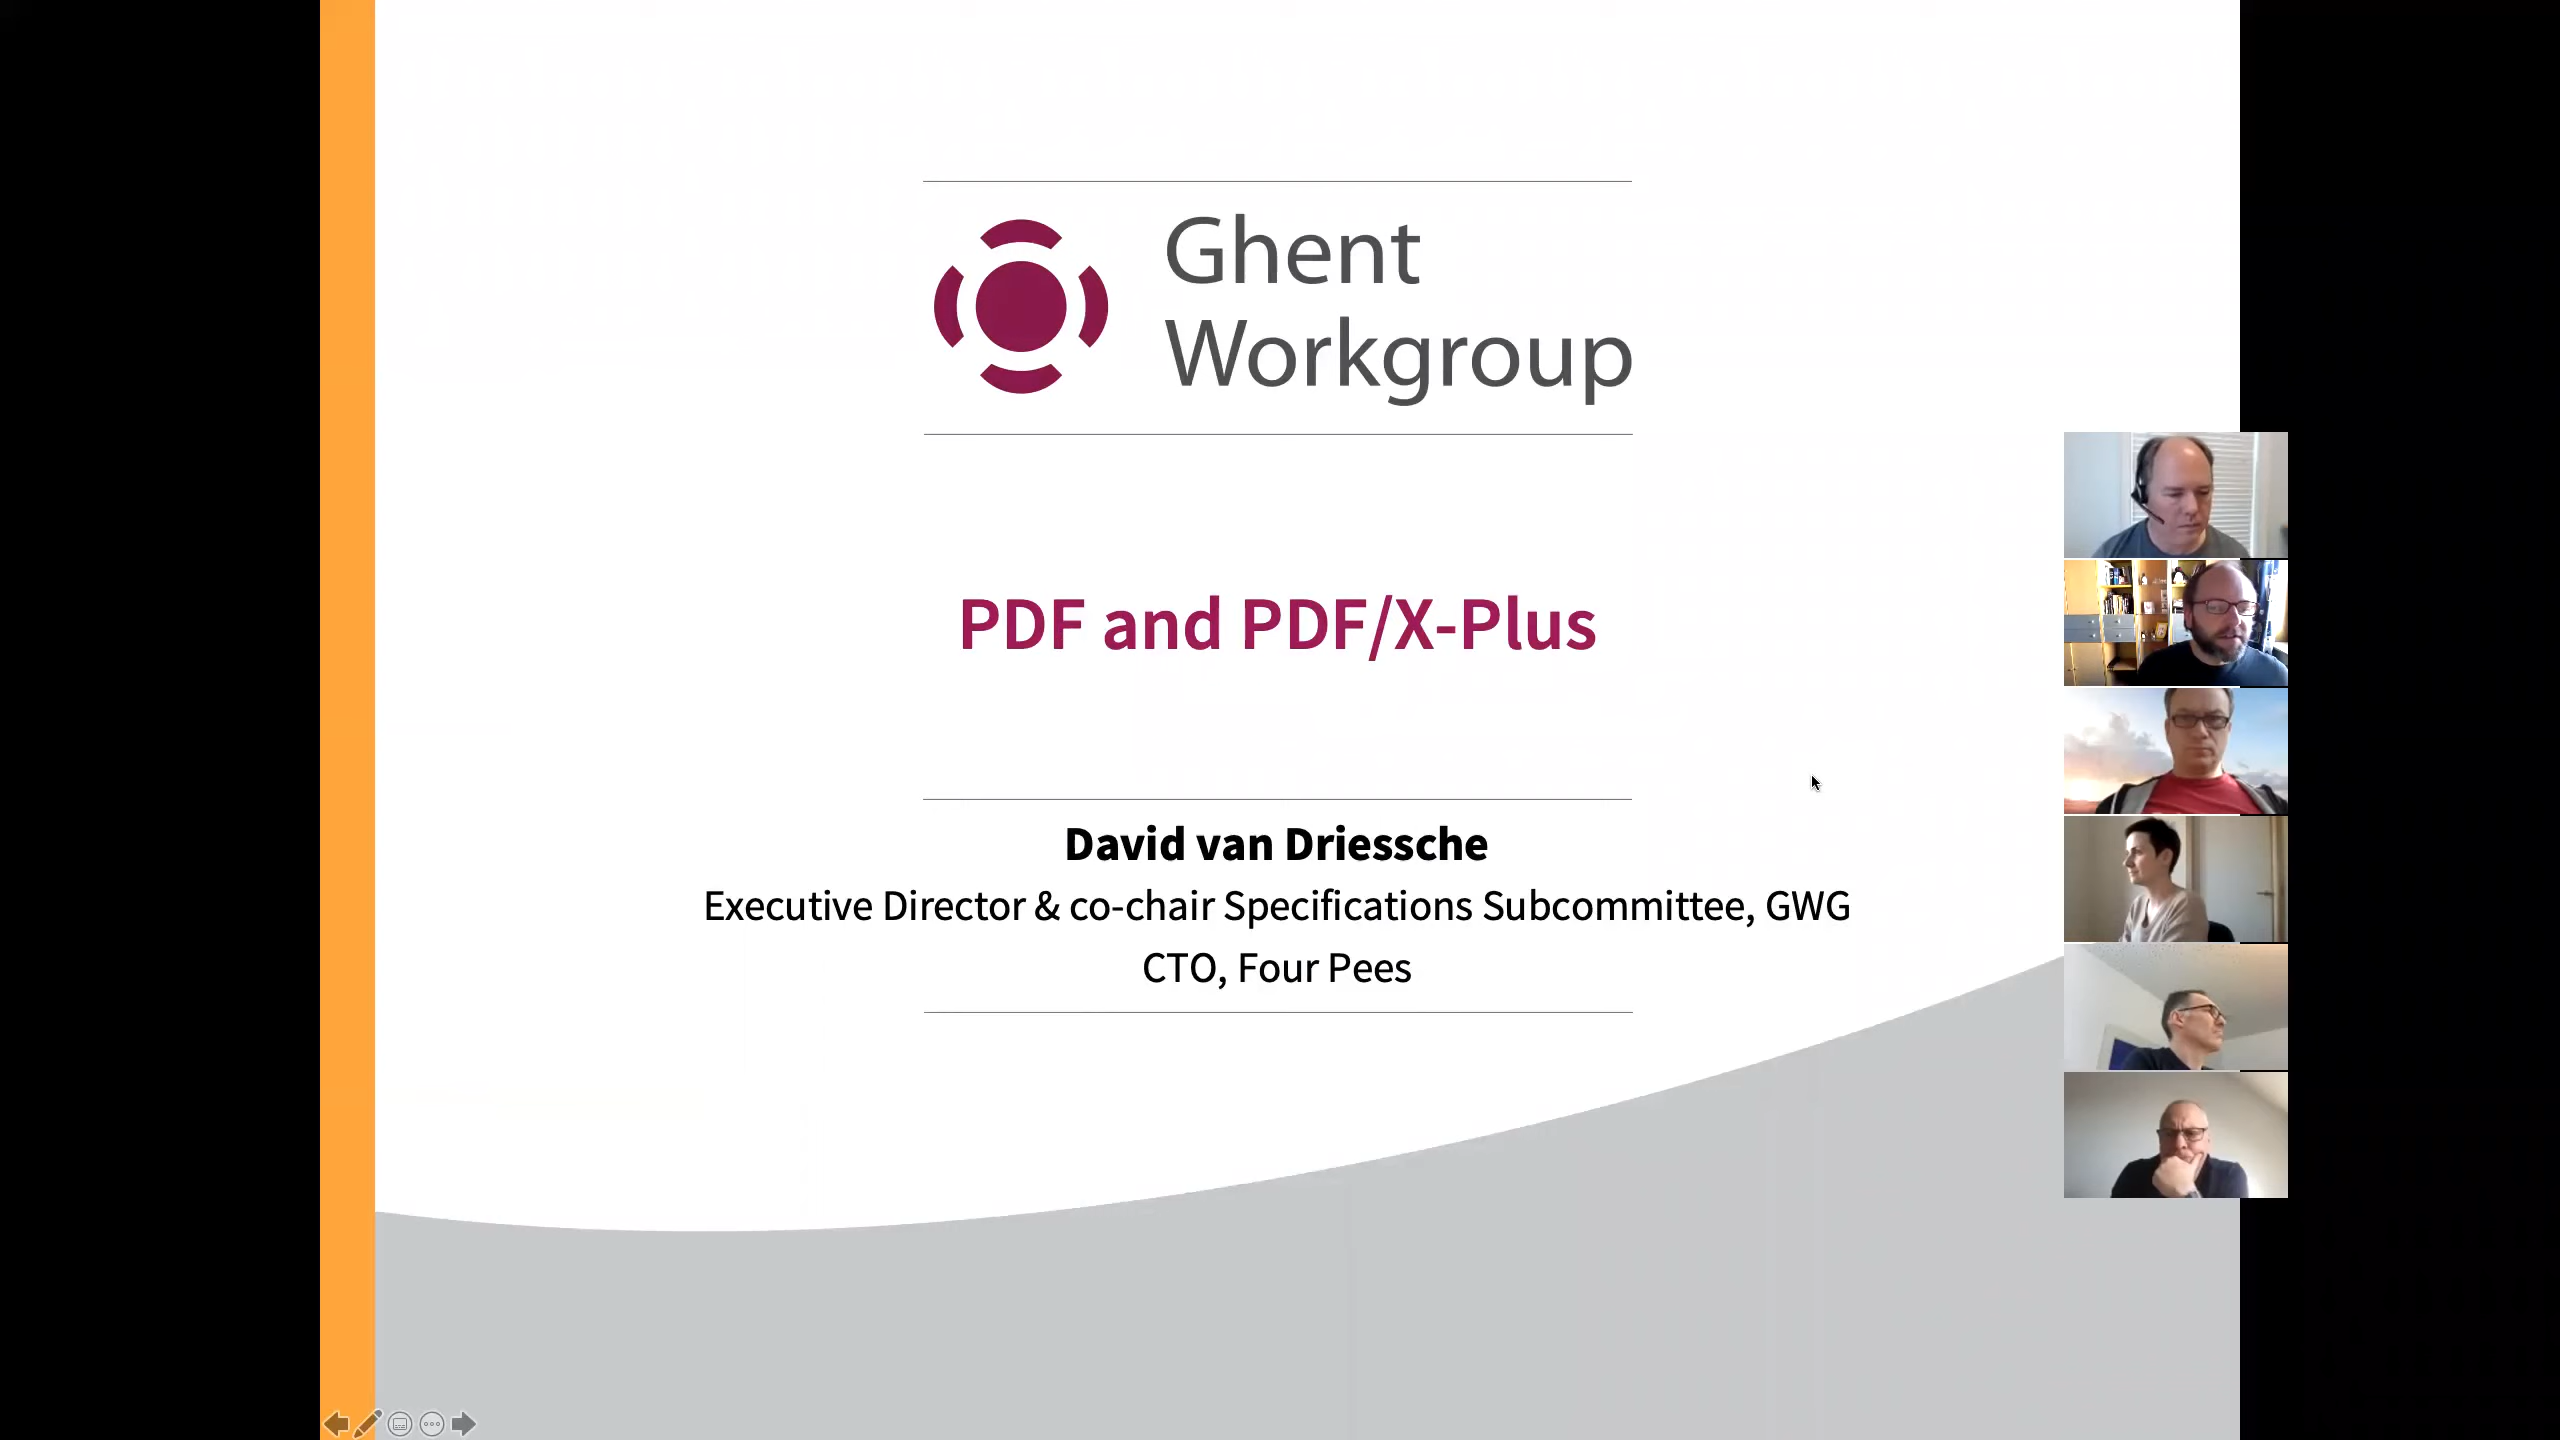 Ghent
Workgroup
PDF and PDF/X-Plus
David van Driessche
Executive Director & co-chair Specifications Subcommittee, GWG
CTO, Four Pees